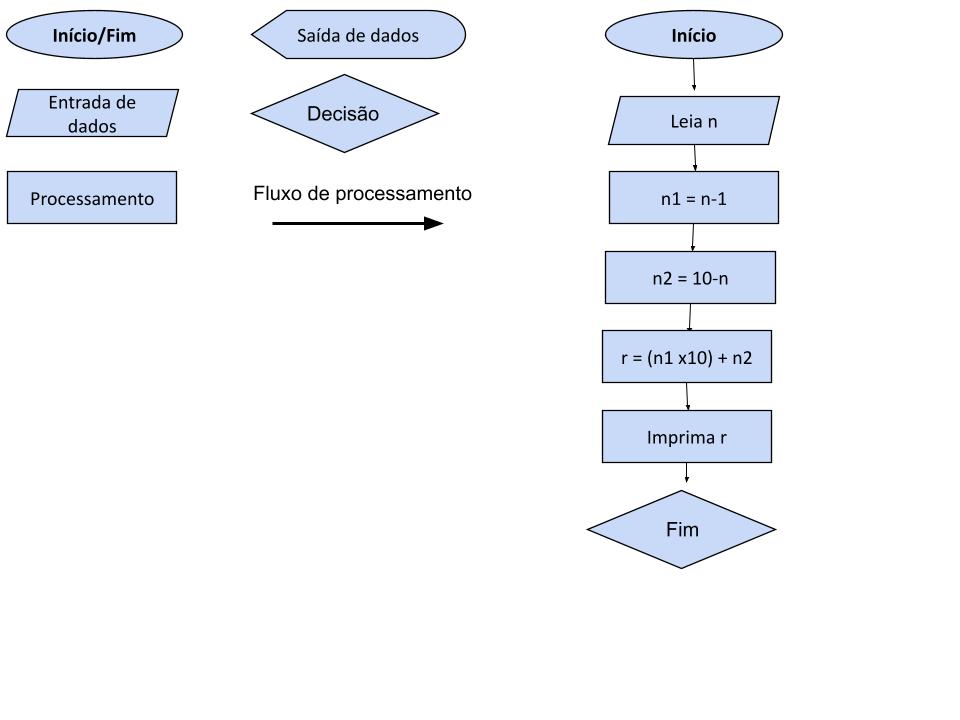 Início/Fim
Saída de dados
Entrada de
dados
Decisão
Processamento
Fluxo de processamento
Início
Leia n
n1 = n-1
n2 = 10-n
r = (n1 x10) + n2
Imprima r
Fim